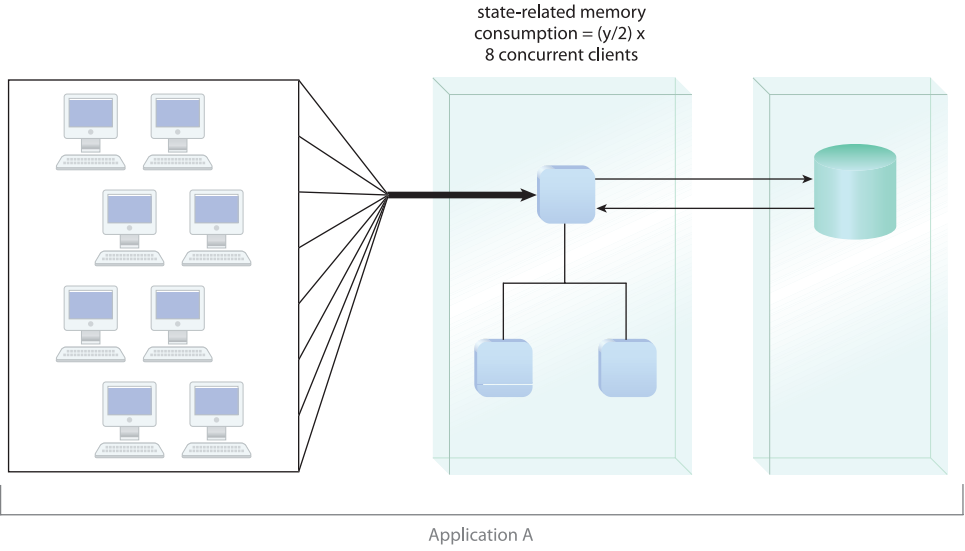 state-related memory
consumption = (y/2) x
8 concurrent clients
Application A